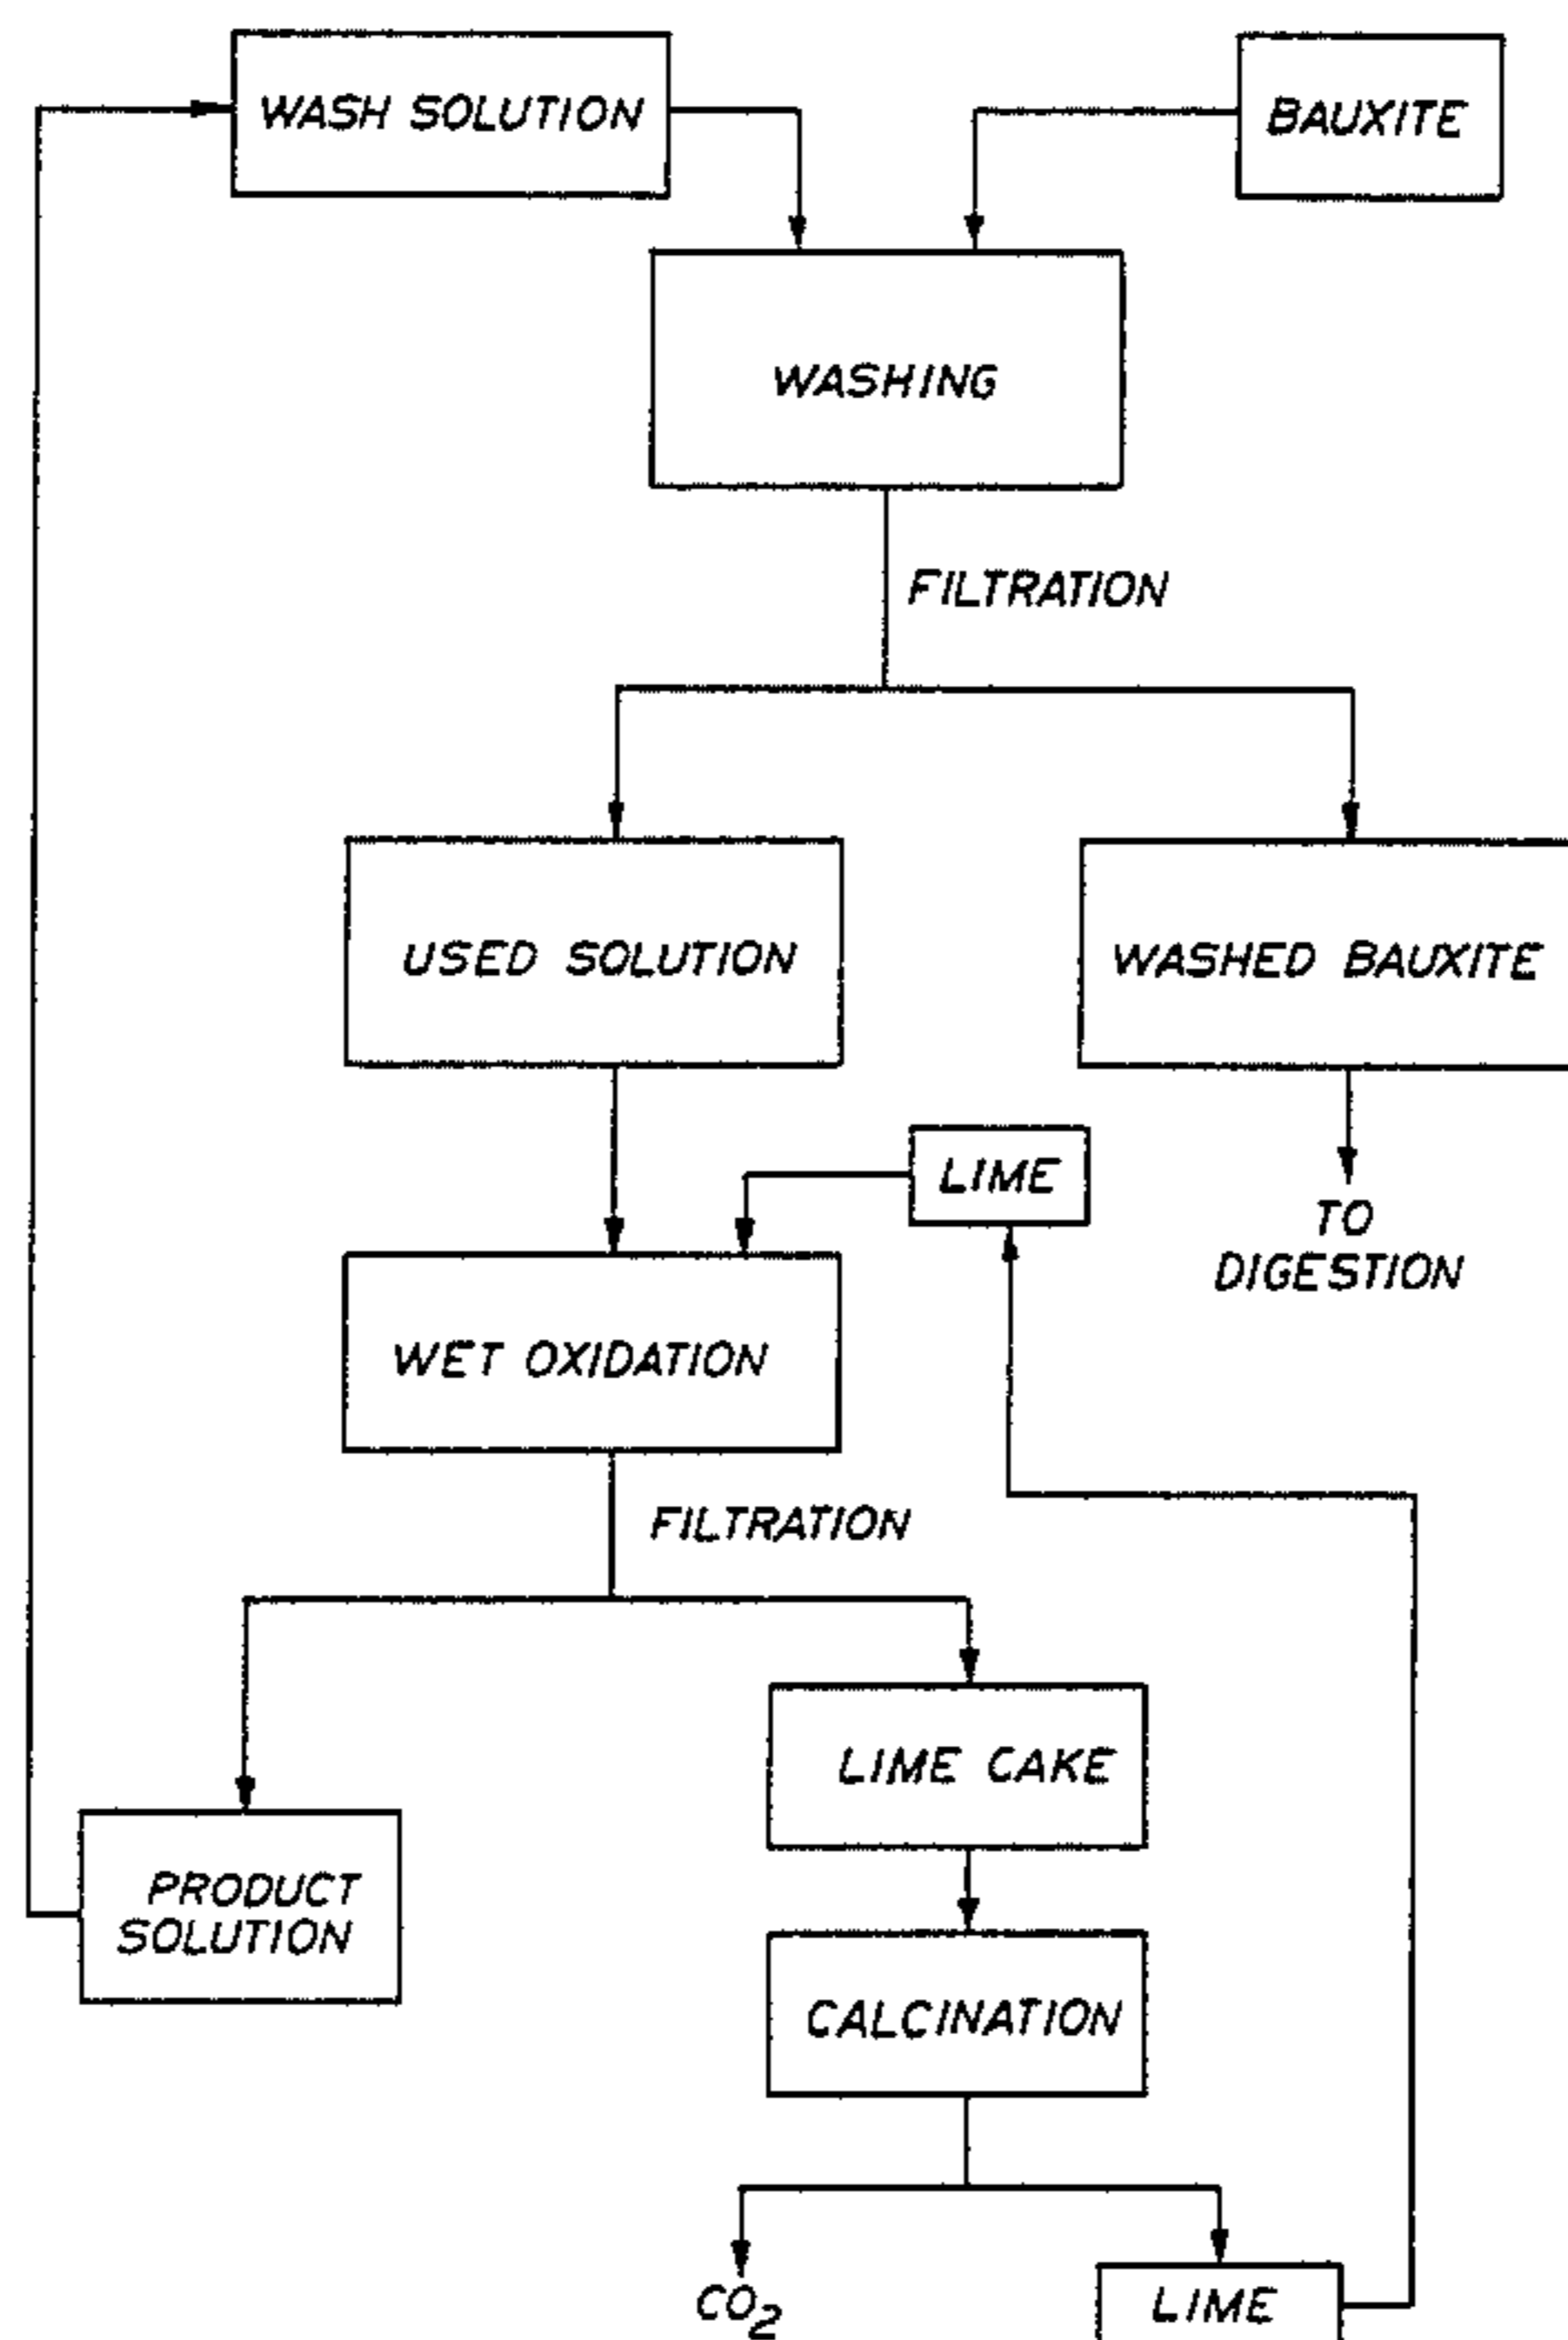 WASH SOLUTION
BAUXITE
WASHING
FILTRATION
USED SOLUTION
WASHED BAUXITE
LIME
TO
DIGESTION
WET OXIDATION
FILTRATION
LIME CAKE
PRODUCT
SOLUTION
CALCINATION
CO2
LIME